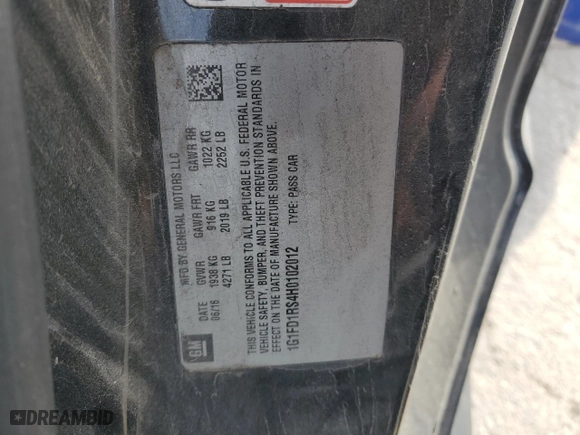 MFD BY GENERAL MOTORS LLC
DATE GVWR GAWR FRT GAWR RR
06/16 1938 KG 916 KG 1022 KG
4271 LB 2019 LB 2252 LB
THIS VEHICLE CONFORMS TO ALL APPLICABLE U.S. FEDERAL MOTOR
VEHICLE SAFETY, BUMPER, AND THEFT PREVENTION STANDARDS IN
EFFECT ON THE DATE OF MANUFACTURE SHOWN ABOVE.
1G1FD1RS4H0102012 TYPE: PASS CAR
GM
DREAMBID